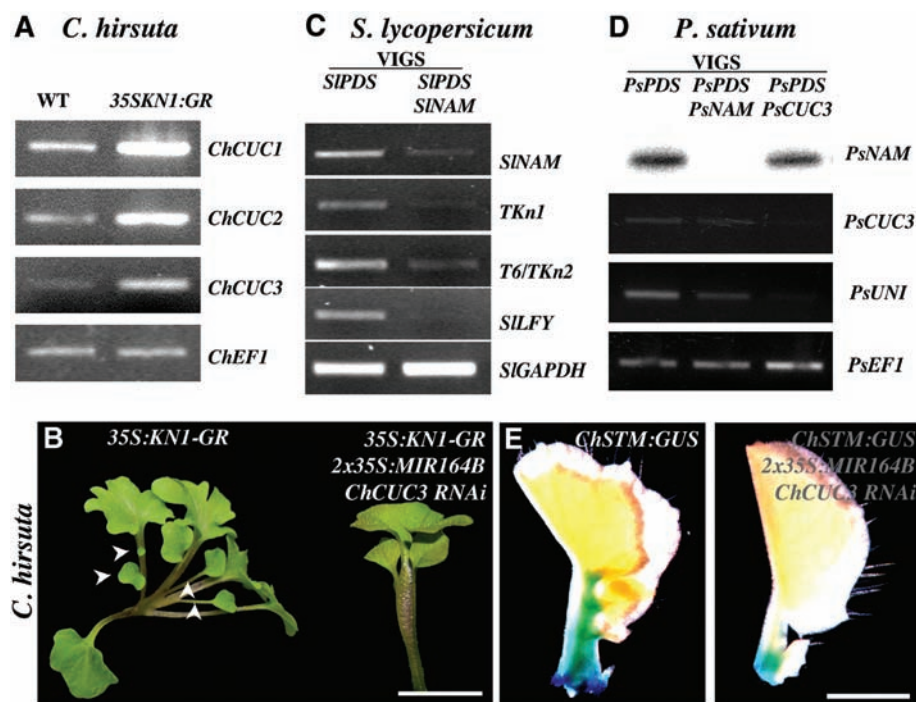 A C. hirsuta
WT 35SKN1:GR
ChCUC1
ChCUC2
ChCUC3
ChEF1
C S. lycopersicum
VIGS
SlPDS SlPDS
SlNAM
SlNAM
TKn1
T6/TKn2
SlLFY
SlGAPDH
D P. sativum
VIGS
PsPDS PsPDS PsPDS
PsNAM PsCUC3
PsNAM
PsCUC3
PsUNI
PsEF1
C. hirsuta
B 35S:KN1-GR
35S:KN1-GR
2x35S:MIR164B
ChCUC3 RNAi
E ChSTM:GUS
ChSTM:GUS
2x35S:MIR164B
ChCUC3 RNAi